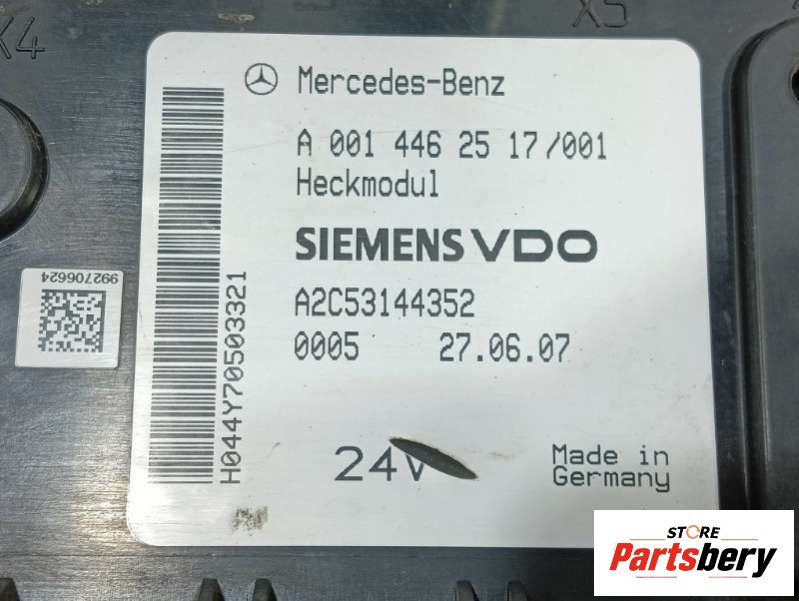 X4
X5
Mercedes-Benz
A 001 446 25 17/001
Heckmodul
SIEMENS VDO
A2C53144352
0005 27.06.07
24V
Made in
Germany
H044Y70503321
992706624
STORE
Partsbery